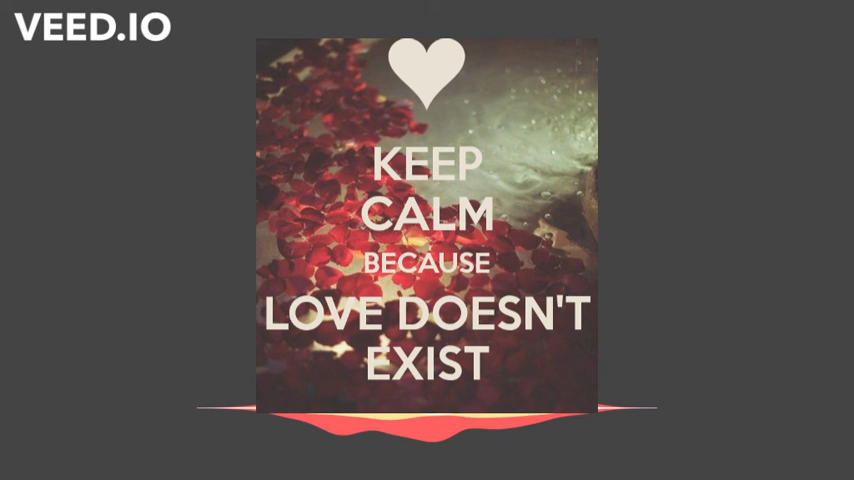 VEED.IO
KEEP
CALM
BECAUSE
LOVE DOESN'T
EXIST